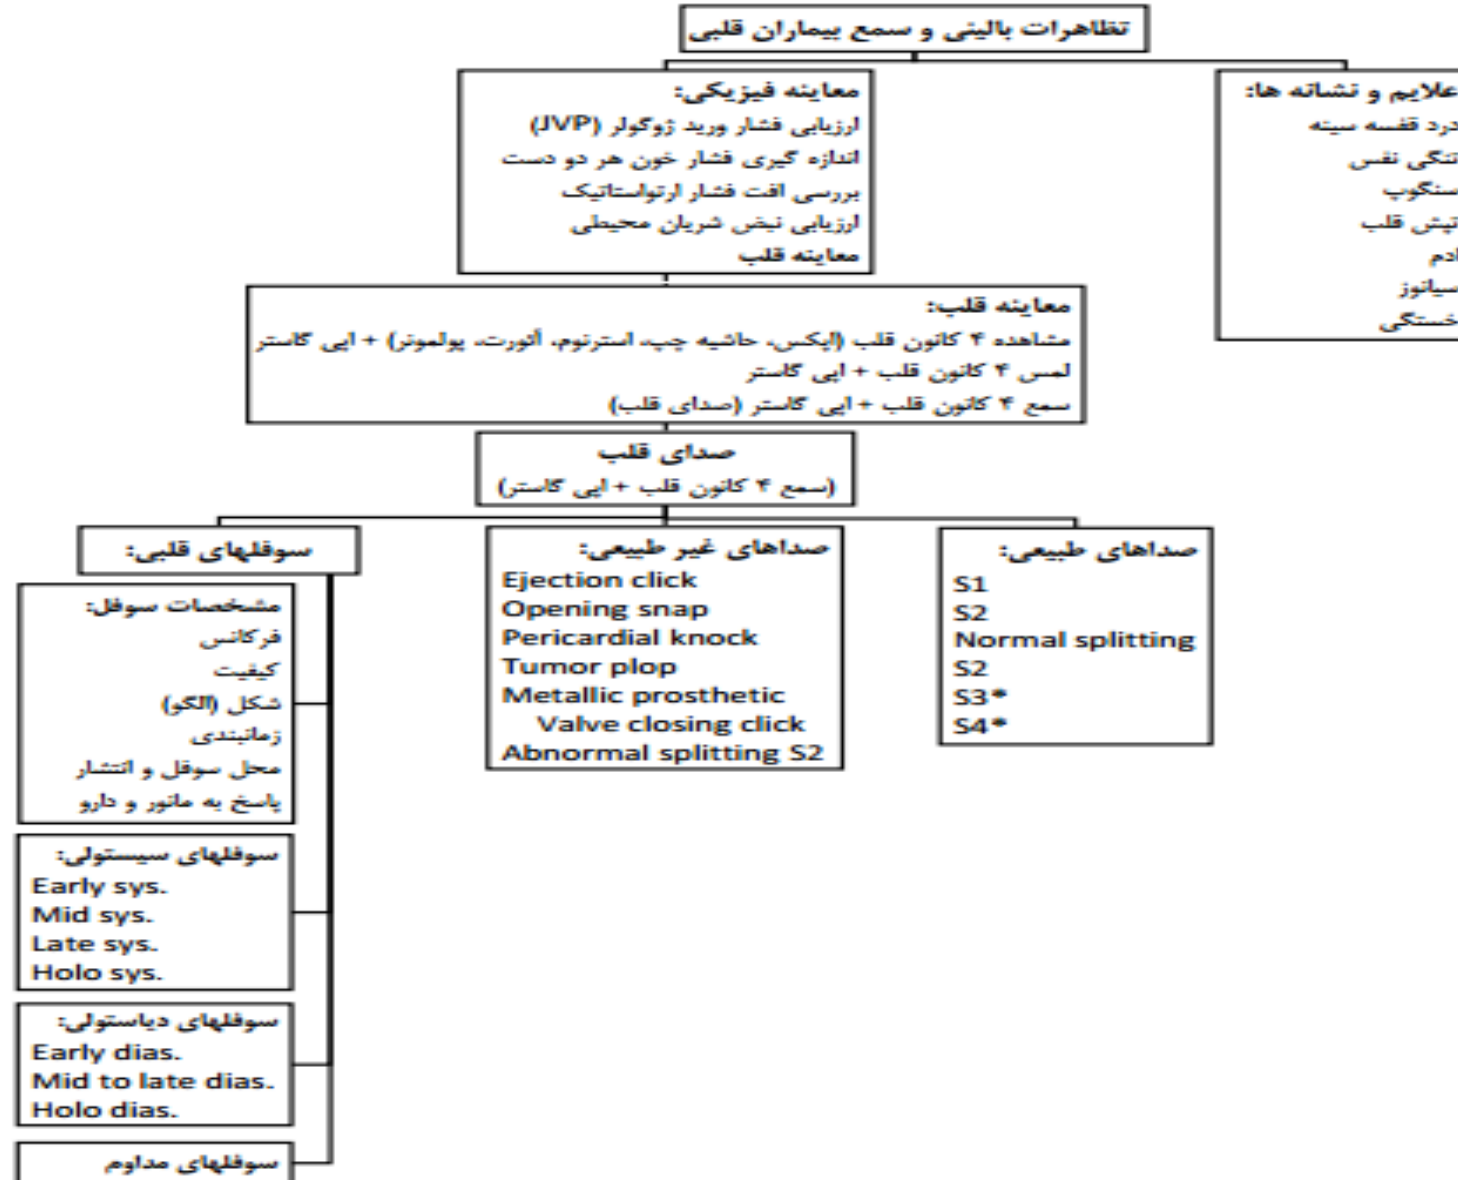 تظاهرات بالینی و سمع بیماران قلبی
علایم و نشانه ها:
درد قفسه سینه
تنگی نفس
سنگوپ
تپش قلب
ادم
سیانوز
خستگی
معاینه فیزیکی:
ارزیابی فشار ورید ژوگولر (JVP)
اندازه گیری فشار خون هر دو دست
بررسی افت فشار ارتواستاتیک
ارزیابی نبض شریان محیطی
معاینه قلب
معاینه قلب:
مشاهده ۴ کانون قلب (اپکس، حاشیه چپ، استرنوم، آئورت، پولمونر) + اپی گاستر
لمس ۴ کانون قلب + اپی گاستر
سمع ۴ کانون قلب + اپی گاستر (صدای قلب)
صدای قلب
(سمع ۴ کانون قلب + اپی گاستر)
صداهای طبیعی:
S1
S2
Normal splitting
S2
S3*
S4*
صداهای غیر طبیعی:
Ejection click
Opening snap
Pericardial knock
Tumor plop
Metallic prosthetic
Valve closing click
Abnormal splitting S2
سوفلهای قلبی:
مشخصات سوفل:
فرکانس
کیفیت
شکل (الگو)
زمانبندی
محل سوفل و انتشار
پاسخ به مانور و دارو
سوفلهای سیستولی:
Early sys.
Mid sys.
Late sys.
Holo sys.
سوفلهای دیاستولی:
Early dias.
Mid to late dias.
Holo dias.
سوفلهای مداوم